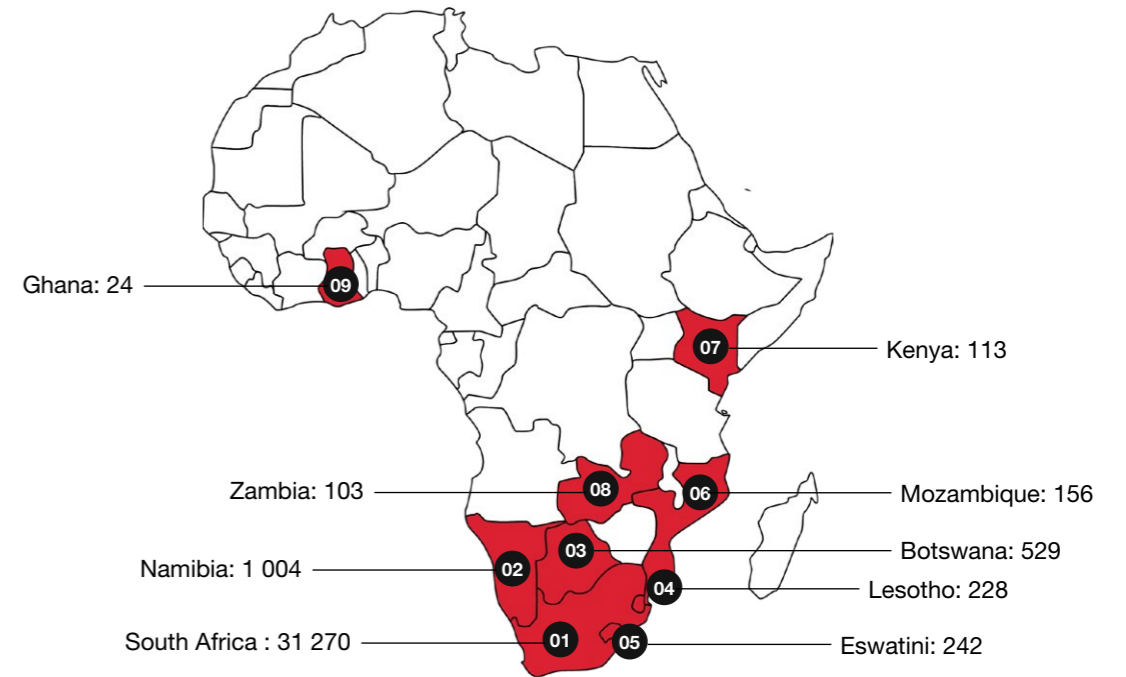 09
Ghana: 24
07
Kenya: 113
08
Zambia: 103
06
Mozambique: 156
03
Botswana: 529
02
Namibia: 1 004
04
Lesotho: 228
01
South Africa : 31 270
05
Eswatini: 242